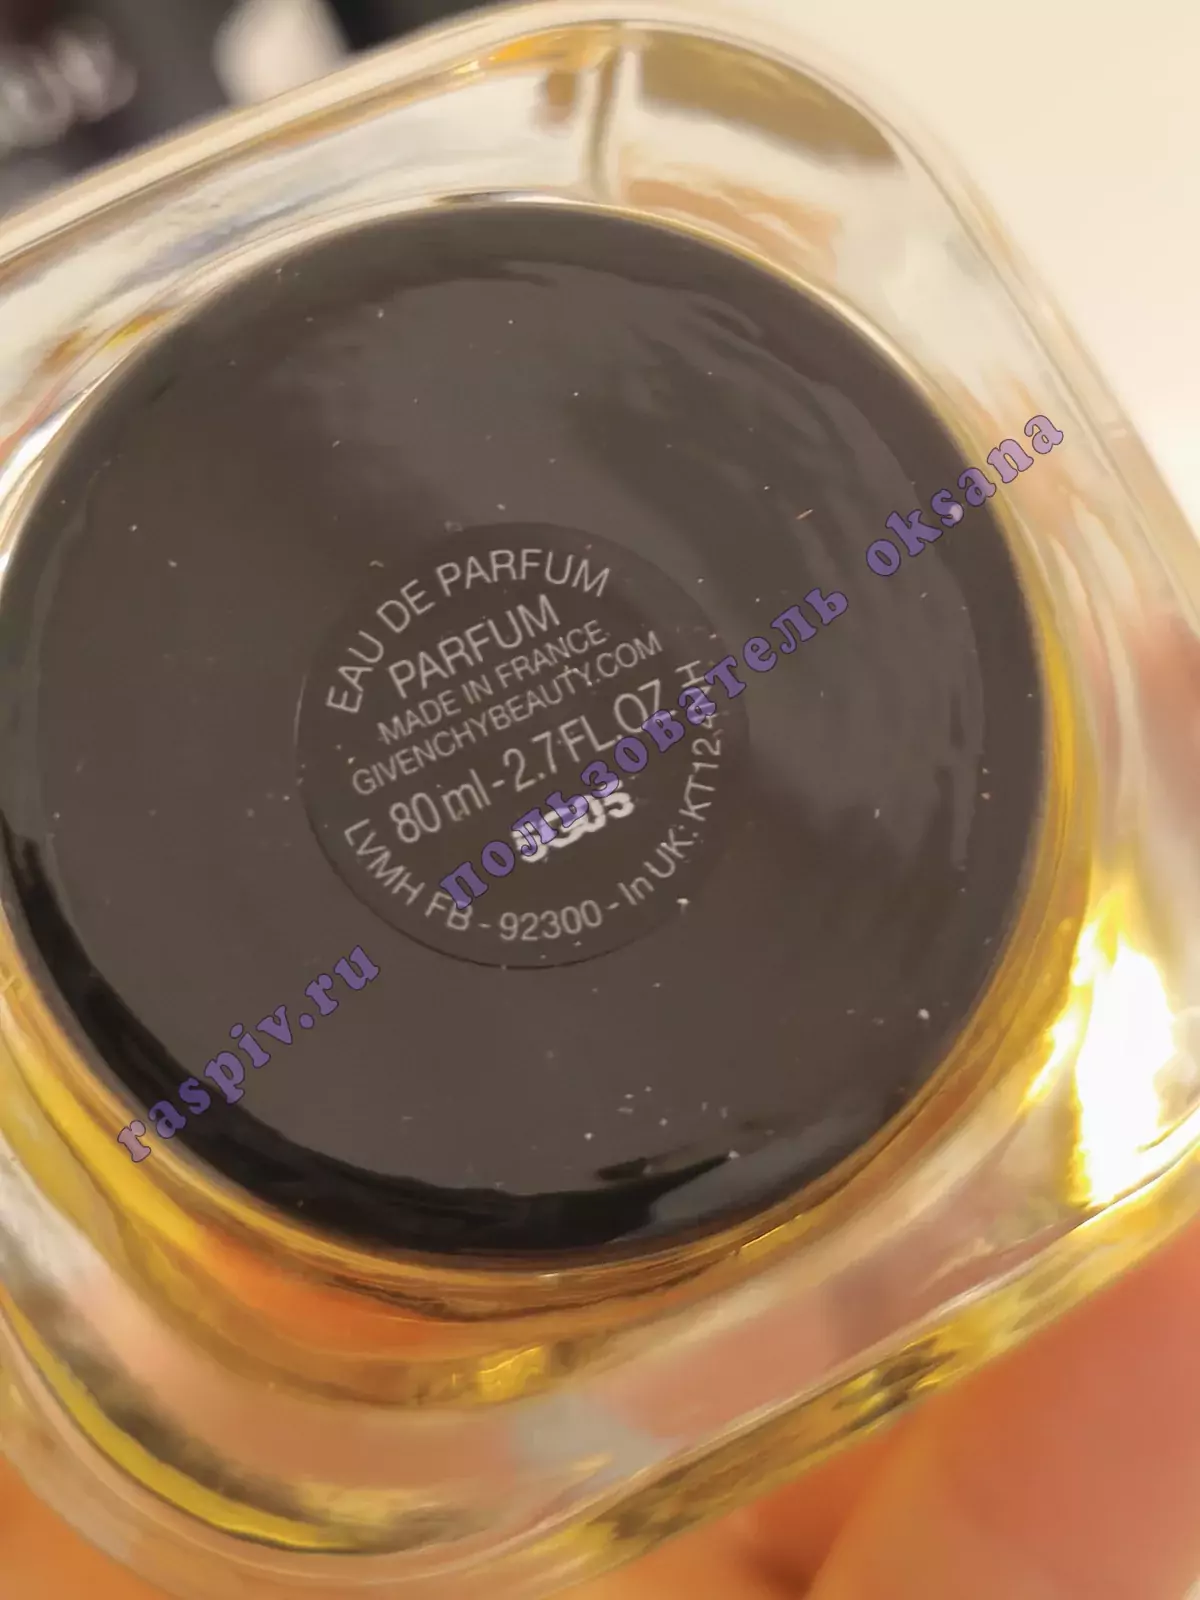 EAU DE PARFUM
PARFUM
MADE IN FRANCE
GIVENCHYBEAUTY.COM
80 ml - 2.7 FL.OZ.
LVMH FB - 92300 - In UK: KT12
raspiv.ru пользователь oksana